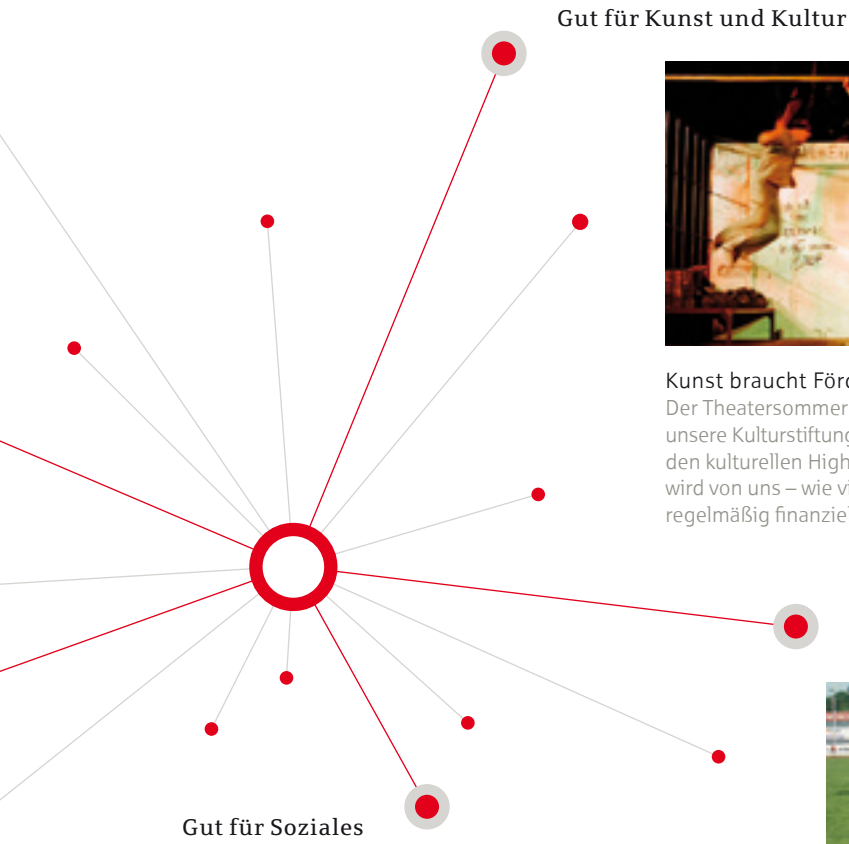 Gut für Kunst und Kultur
Kunst braucht
Der Theatersommer
unsere
den kulturellen
wird von uns – wie
regelmäßig
Gut für Soziales